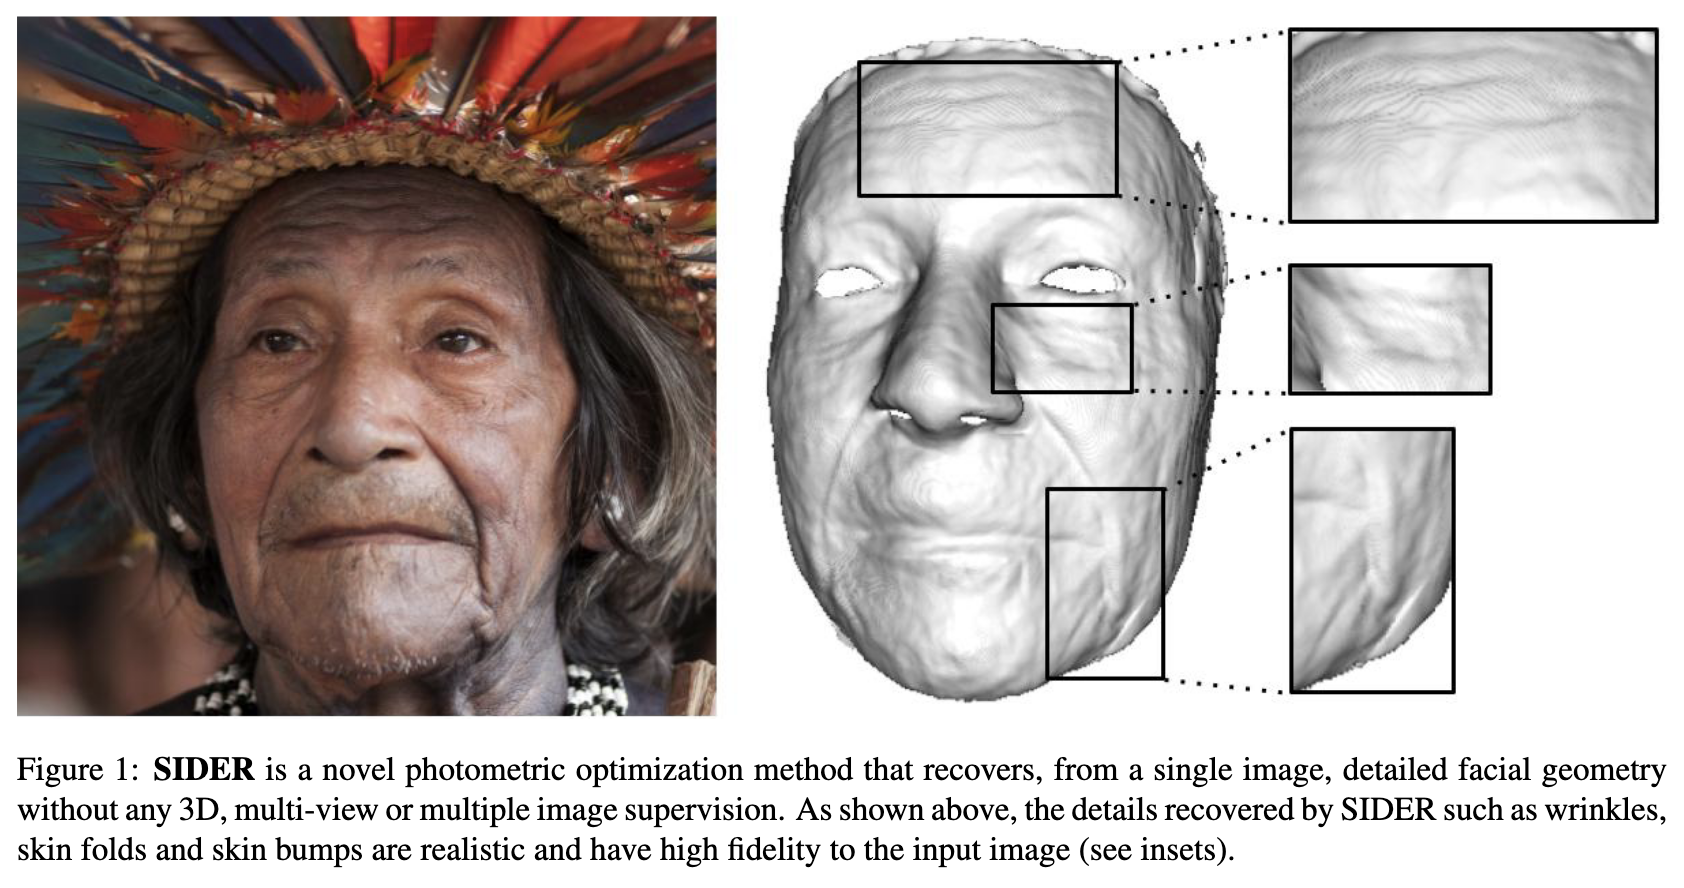 Figure 1: SIDER is a novel photometric optimization method that recovers, from a single image, detailed facial geometry
without any 3D, multi-view or multiple image supervision. As shown above, the details recovered by SIDER such as wrinkles,
skin folds and skin bumps are realistic and have high fidelity to the input image (see insets).